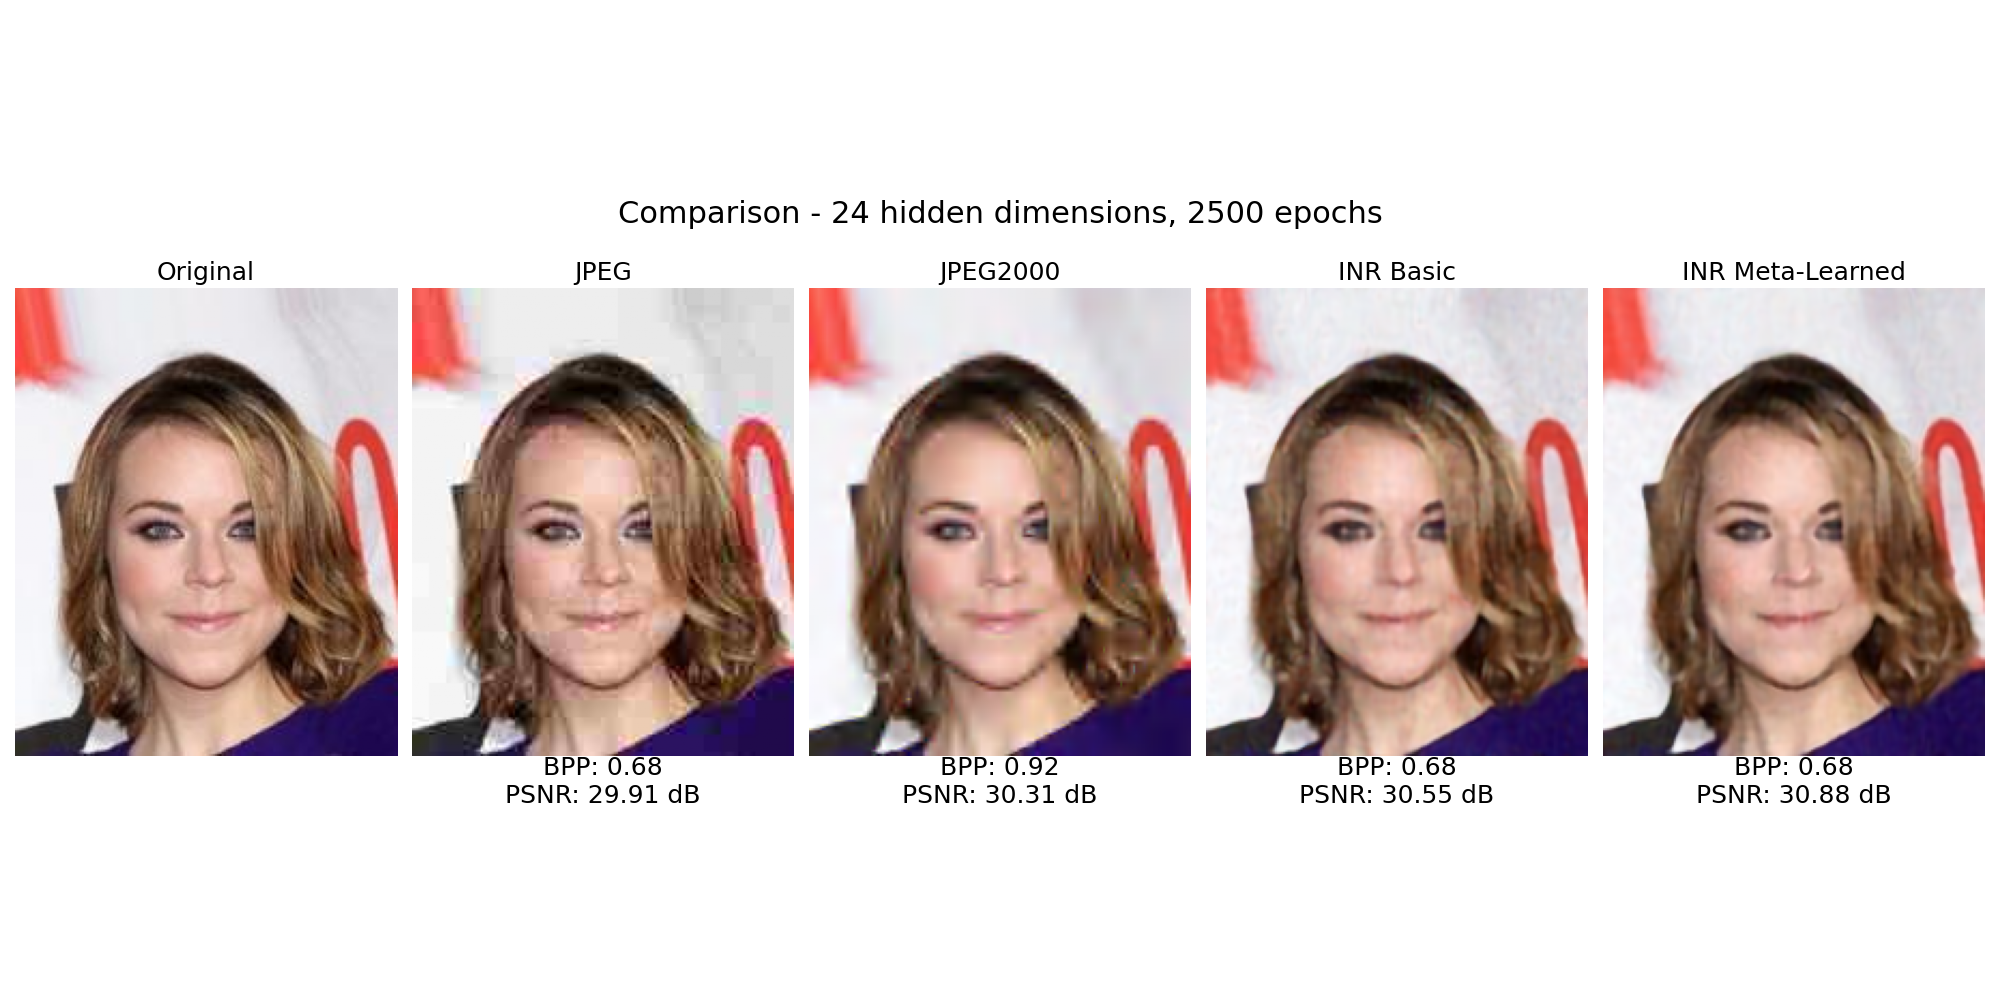 Comparison - 24 hidden dimensions, 2500 epochs
Original
JPEG
JPEG2000
INR Basic
INR Meta-Learned
BPP: 0.68
PSNR: 29.91 dB
BPP: 0.92
PSNR: 30.31 dB
BPP: 0.68
PSNR: 30.55 dB
BPP: 0.68
PSNR: 30.88 dB